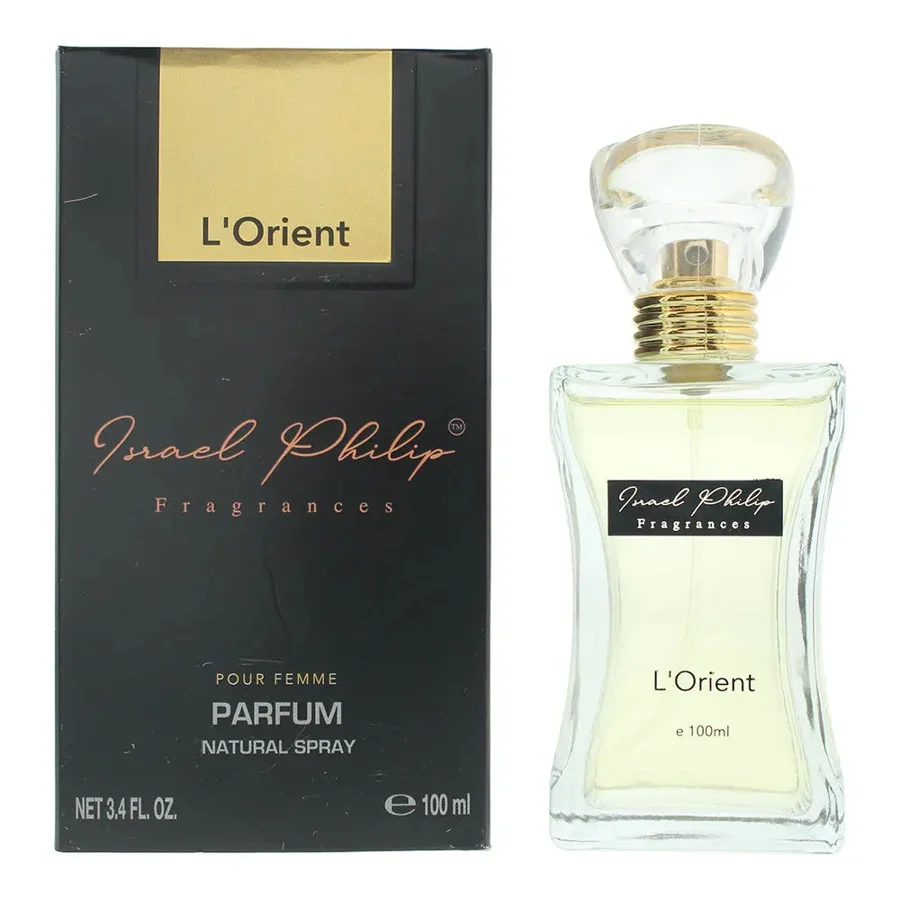 L'Orient
Israel Philip™
Fragrances
POUR FEMME
PARFUM
NATURAL SPRAY
NET 3.4 FL. OZ.
℮ 100 ml
Israel Philip
Fragrances
L'Orient
e 100ml